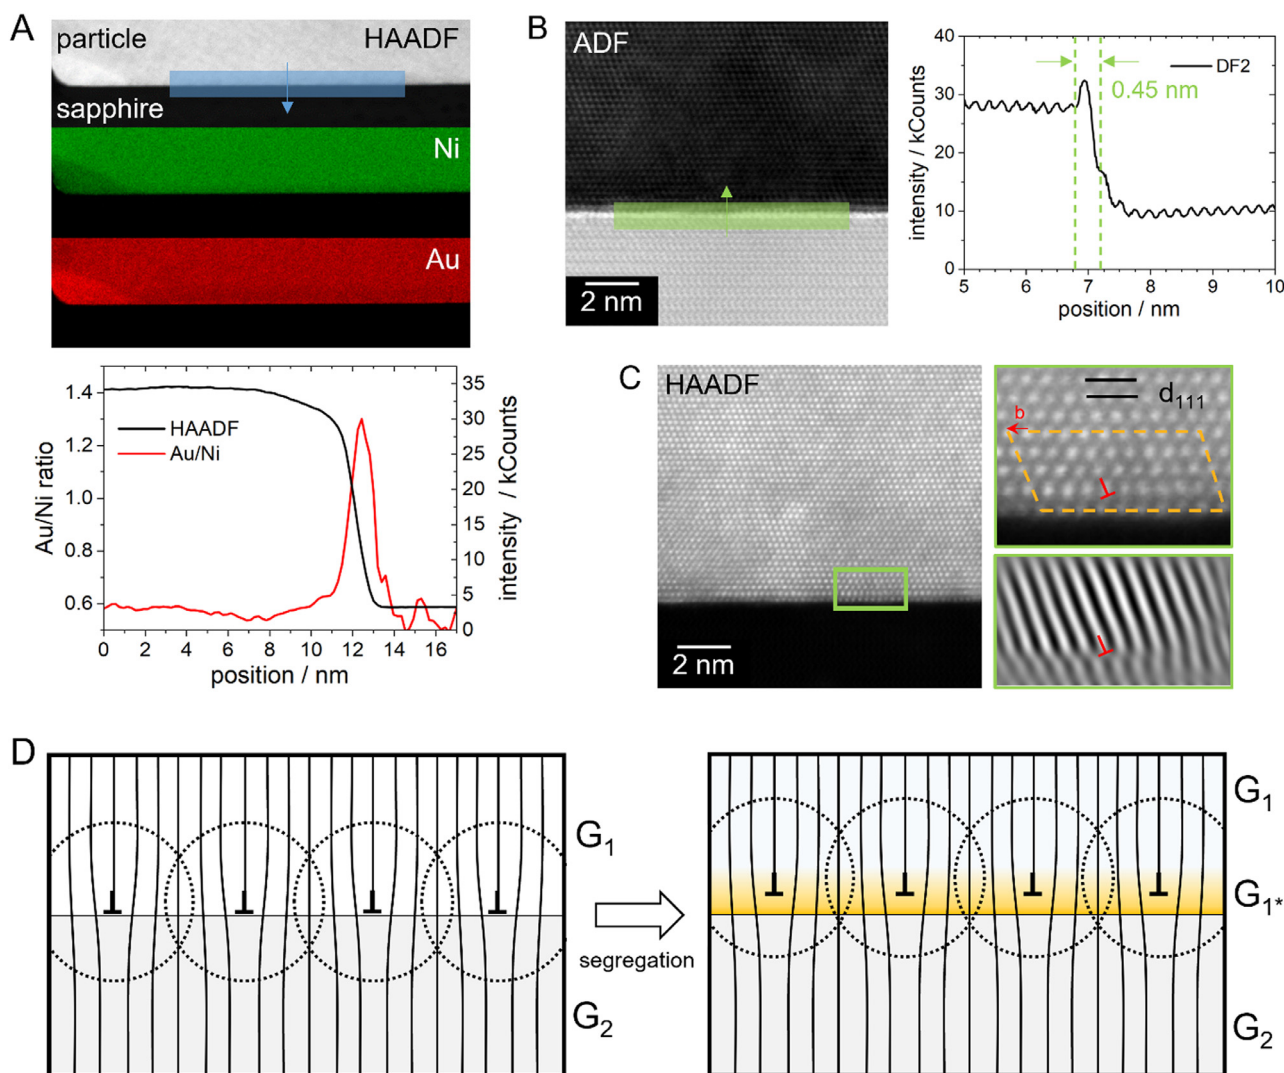 A
particle
HAADF
sapphire
Ni
Au
1.4
1.2
1.0
0.8
0.6
Au/Ni ratio
HAADF
Au/Ni
35
30
25
20
15
10
5
0
intensity / kCounts
0 2 4 6 8 10 12 14 16
position / nm
B
ADF
2 nm
40
30
20
10
0
intensity / kCounts
DF2
0.45 nm
5 6 7 8 9 10
position / nm
C
HAADF
2 nm
d111
b
D
G1
G2
segregation
G1
G1*
G2